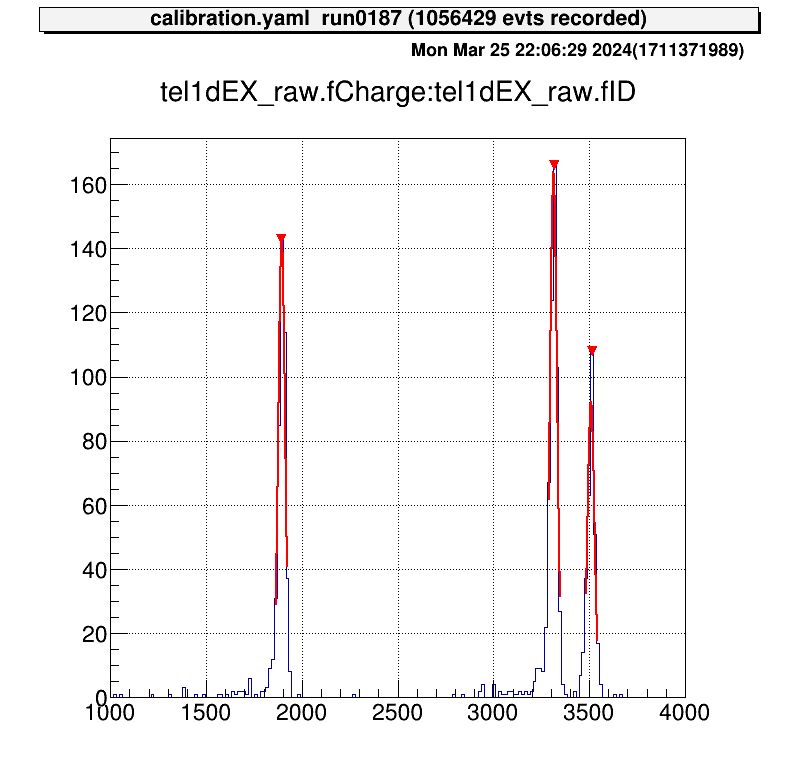 calibration.yaml run0187 (1056429 evts recorded)
Mon Mar 25 22:06:29 2024(1711371989)
tel1dEX_raw.fCharge:tel1dEX_raw.fID
160
140
120
100
80
60
40
20
0
1000 1500 2000 2500 3000 3500 4000